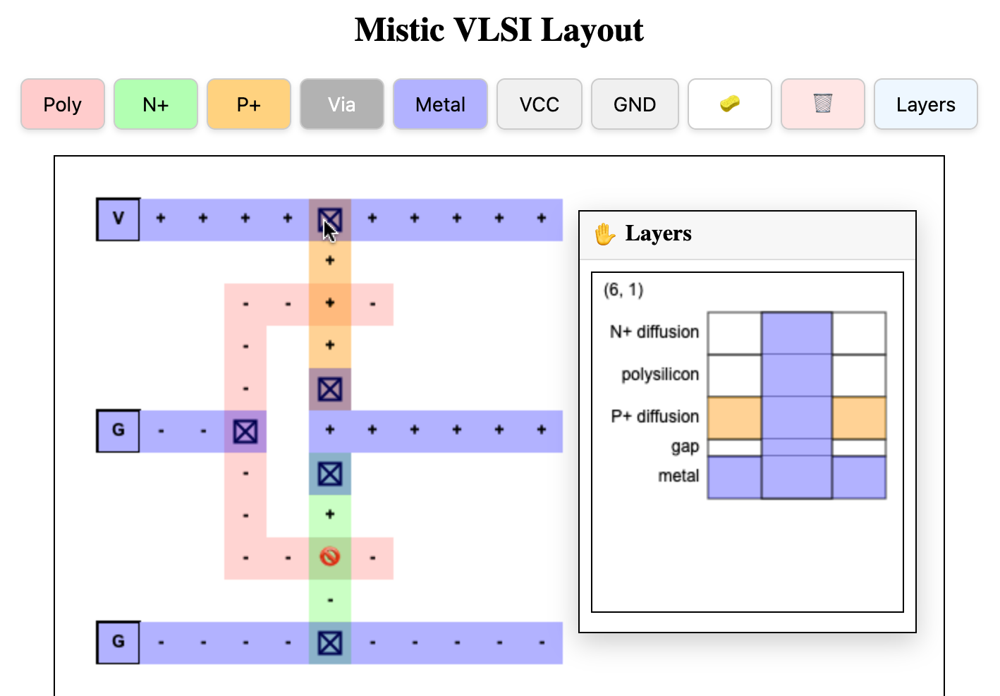 Mistic VLSI Layout
Poly N+ P+ Via Metal VCC GND Layers
V + + + + + + + + +
+
- - + -
- +
-
G - - + + + + + +
-
- +
- - -
-
G - - - - - - - - -
Layers
(6, 1)
N+ diffusion
polysilicon
P+ diffusion
gap
metal